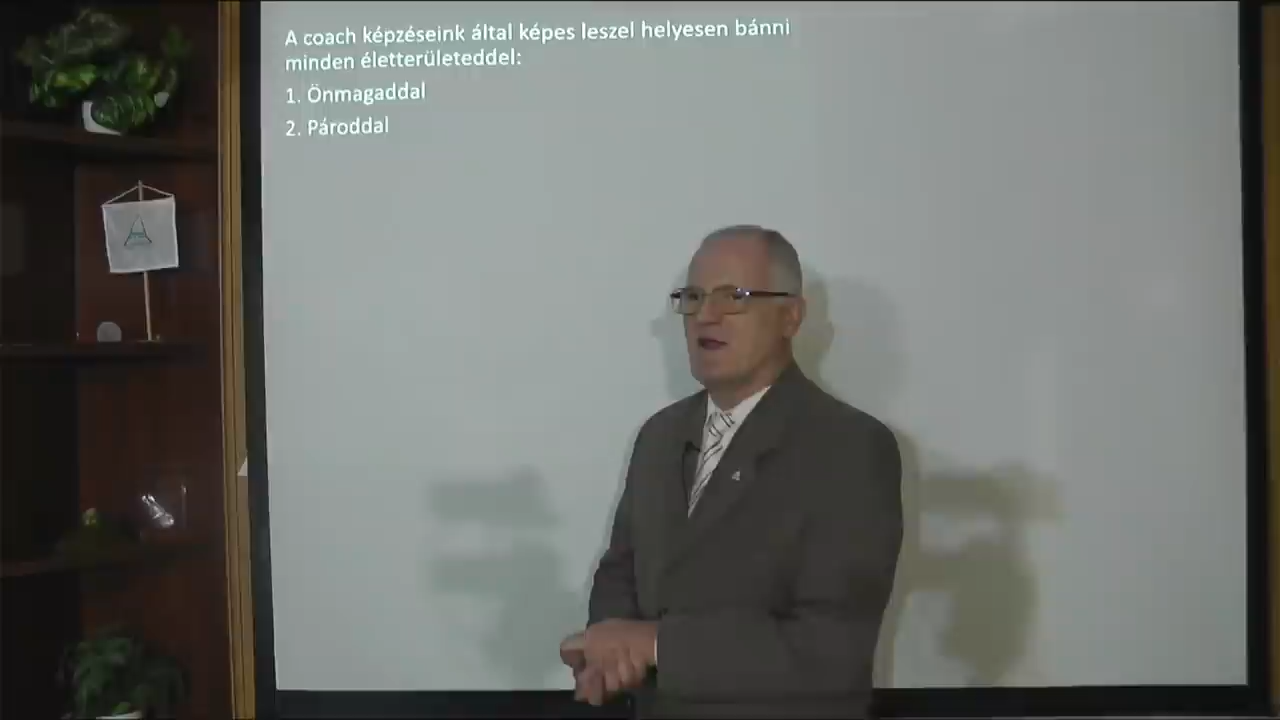 A coach képzéseink által képes leszel helyesen bánni
minden életterületeddel:
1. Önmagaddal
2. Pároddal